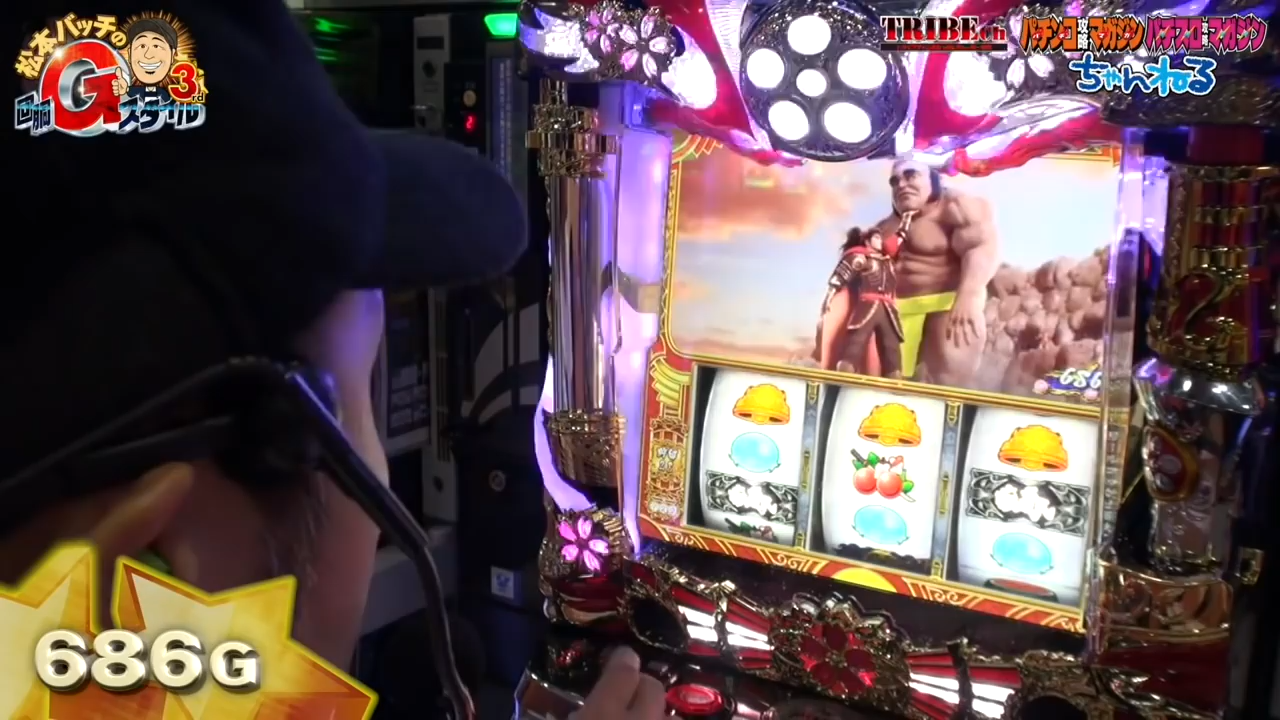 松本バッチの
回胴Gスタイル
3rd
TRIBE.ch
パチンコ攻略マガジン パチスロ攻略マガジン
ちゃんねる
686
686G